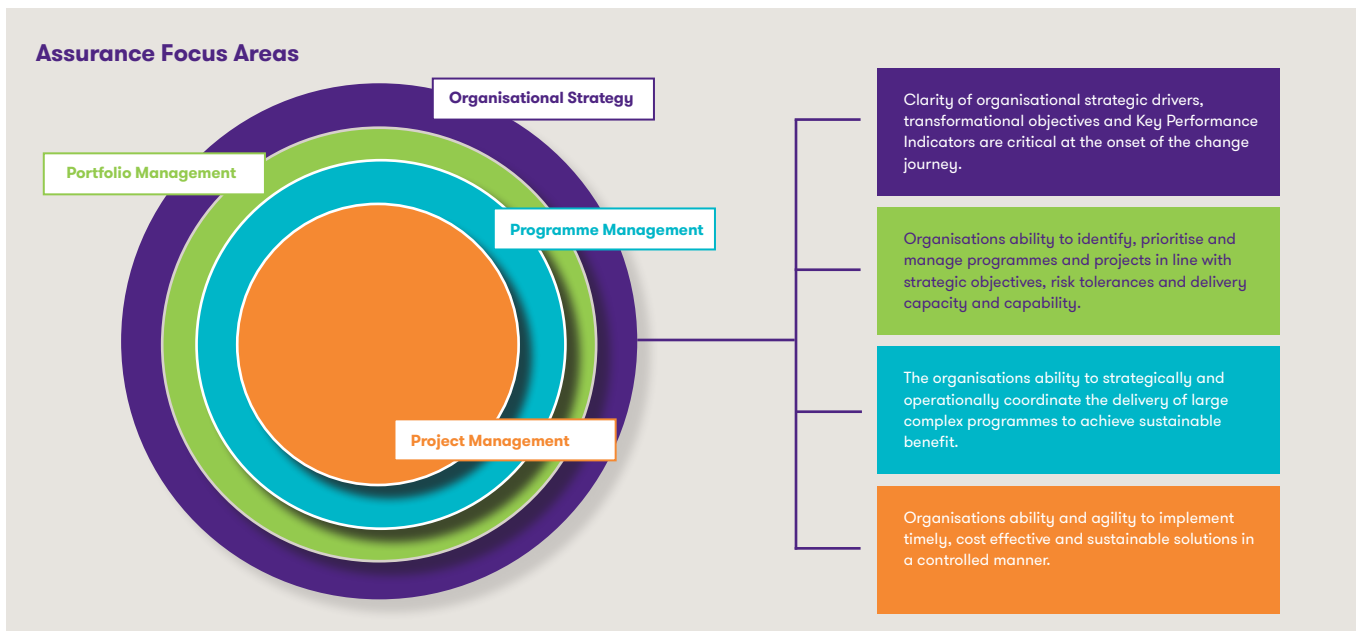 Assurance Focus Areas
Organisational Strategy
Portfolio Management
Programme Management
Project Management
Clarity of organisational strategic drivers,
transformational objectives and Key Performance
Indicators are critical at the onset of the change
journey.
Organisations ability to identify, prioritise and
manage programmes and projects in line with
strategic objectives, risk tolerances and delivery
capacity and capability.
The organisations ability to strategically and
operationally coordinate the delivery of large
complex programmes to achieve sustainable
benefit.
Organisations ability and agility to implement
timely, cost effective and sustainable solutions in
a controlled manner.